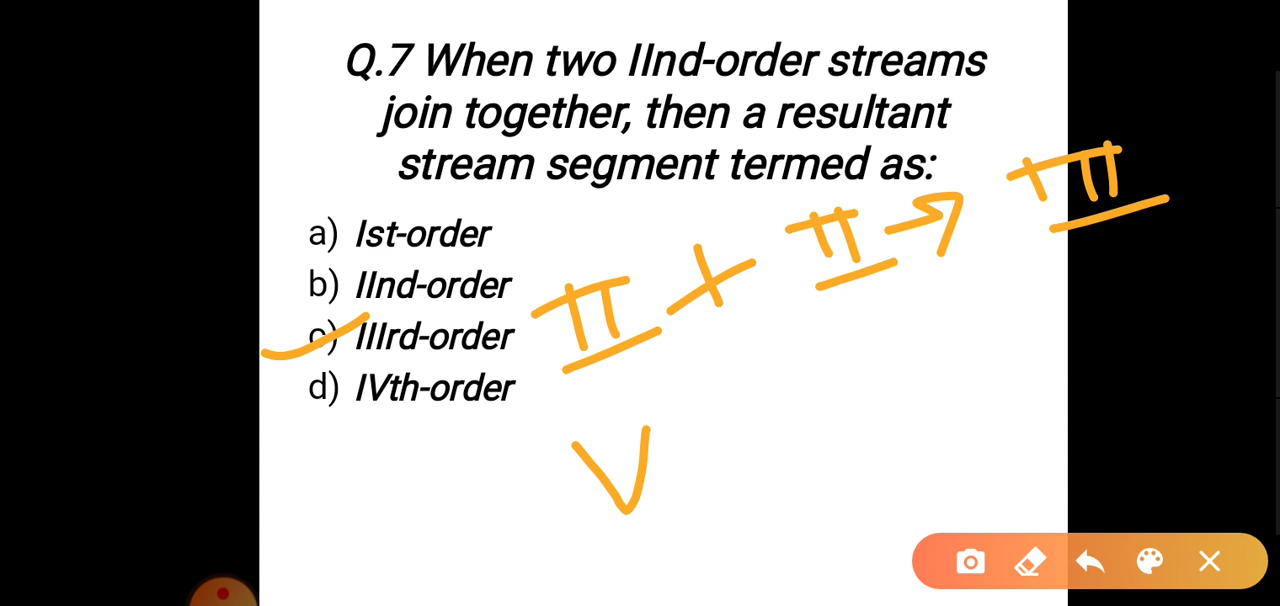 Q.7 When two IInd-order streams
join together, then a resultant
stream segment termed as:
a) Ist-order
b) IInd-order
c) IIIrd-order
d) IVth-order
II + II → III
V